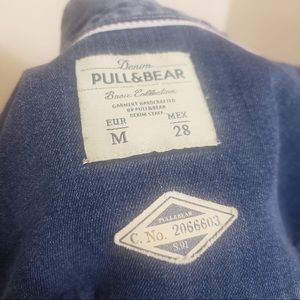 Denim
PULL&BEAR
Basic Collection
GARMENT HANDCRAFTED
BY PULL&BEAR
DENIM STAFF.
EUR MEX
M 28
PULL&BEAR
C. No. 2066603
S.91